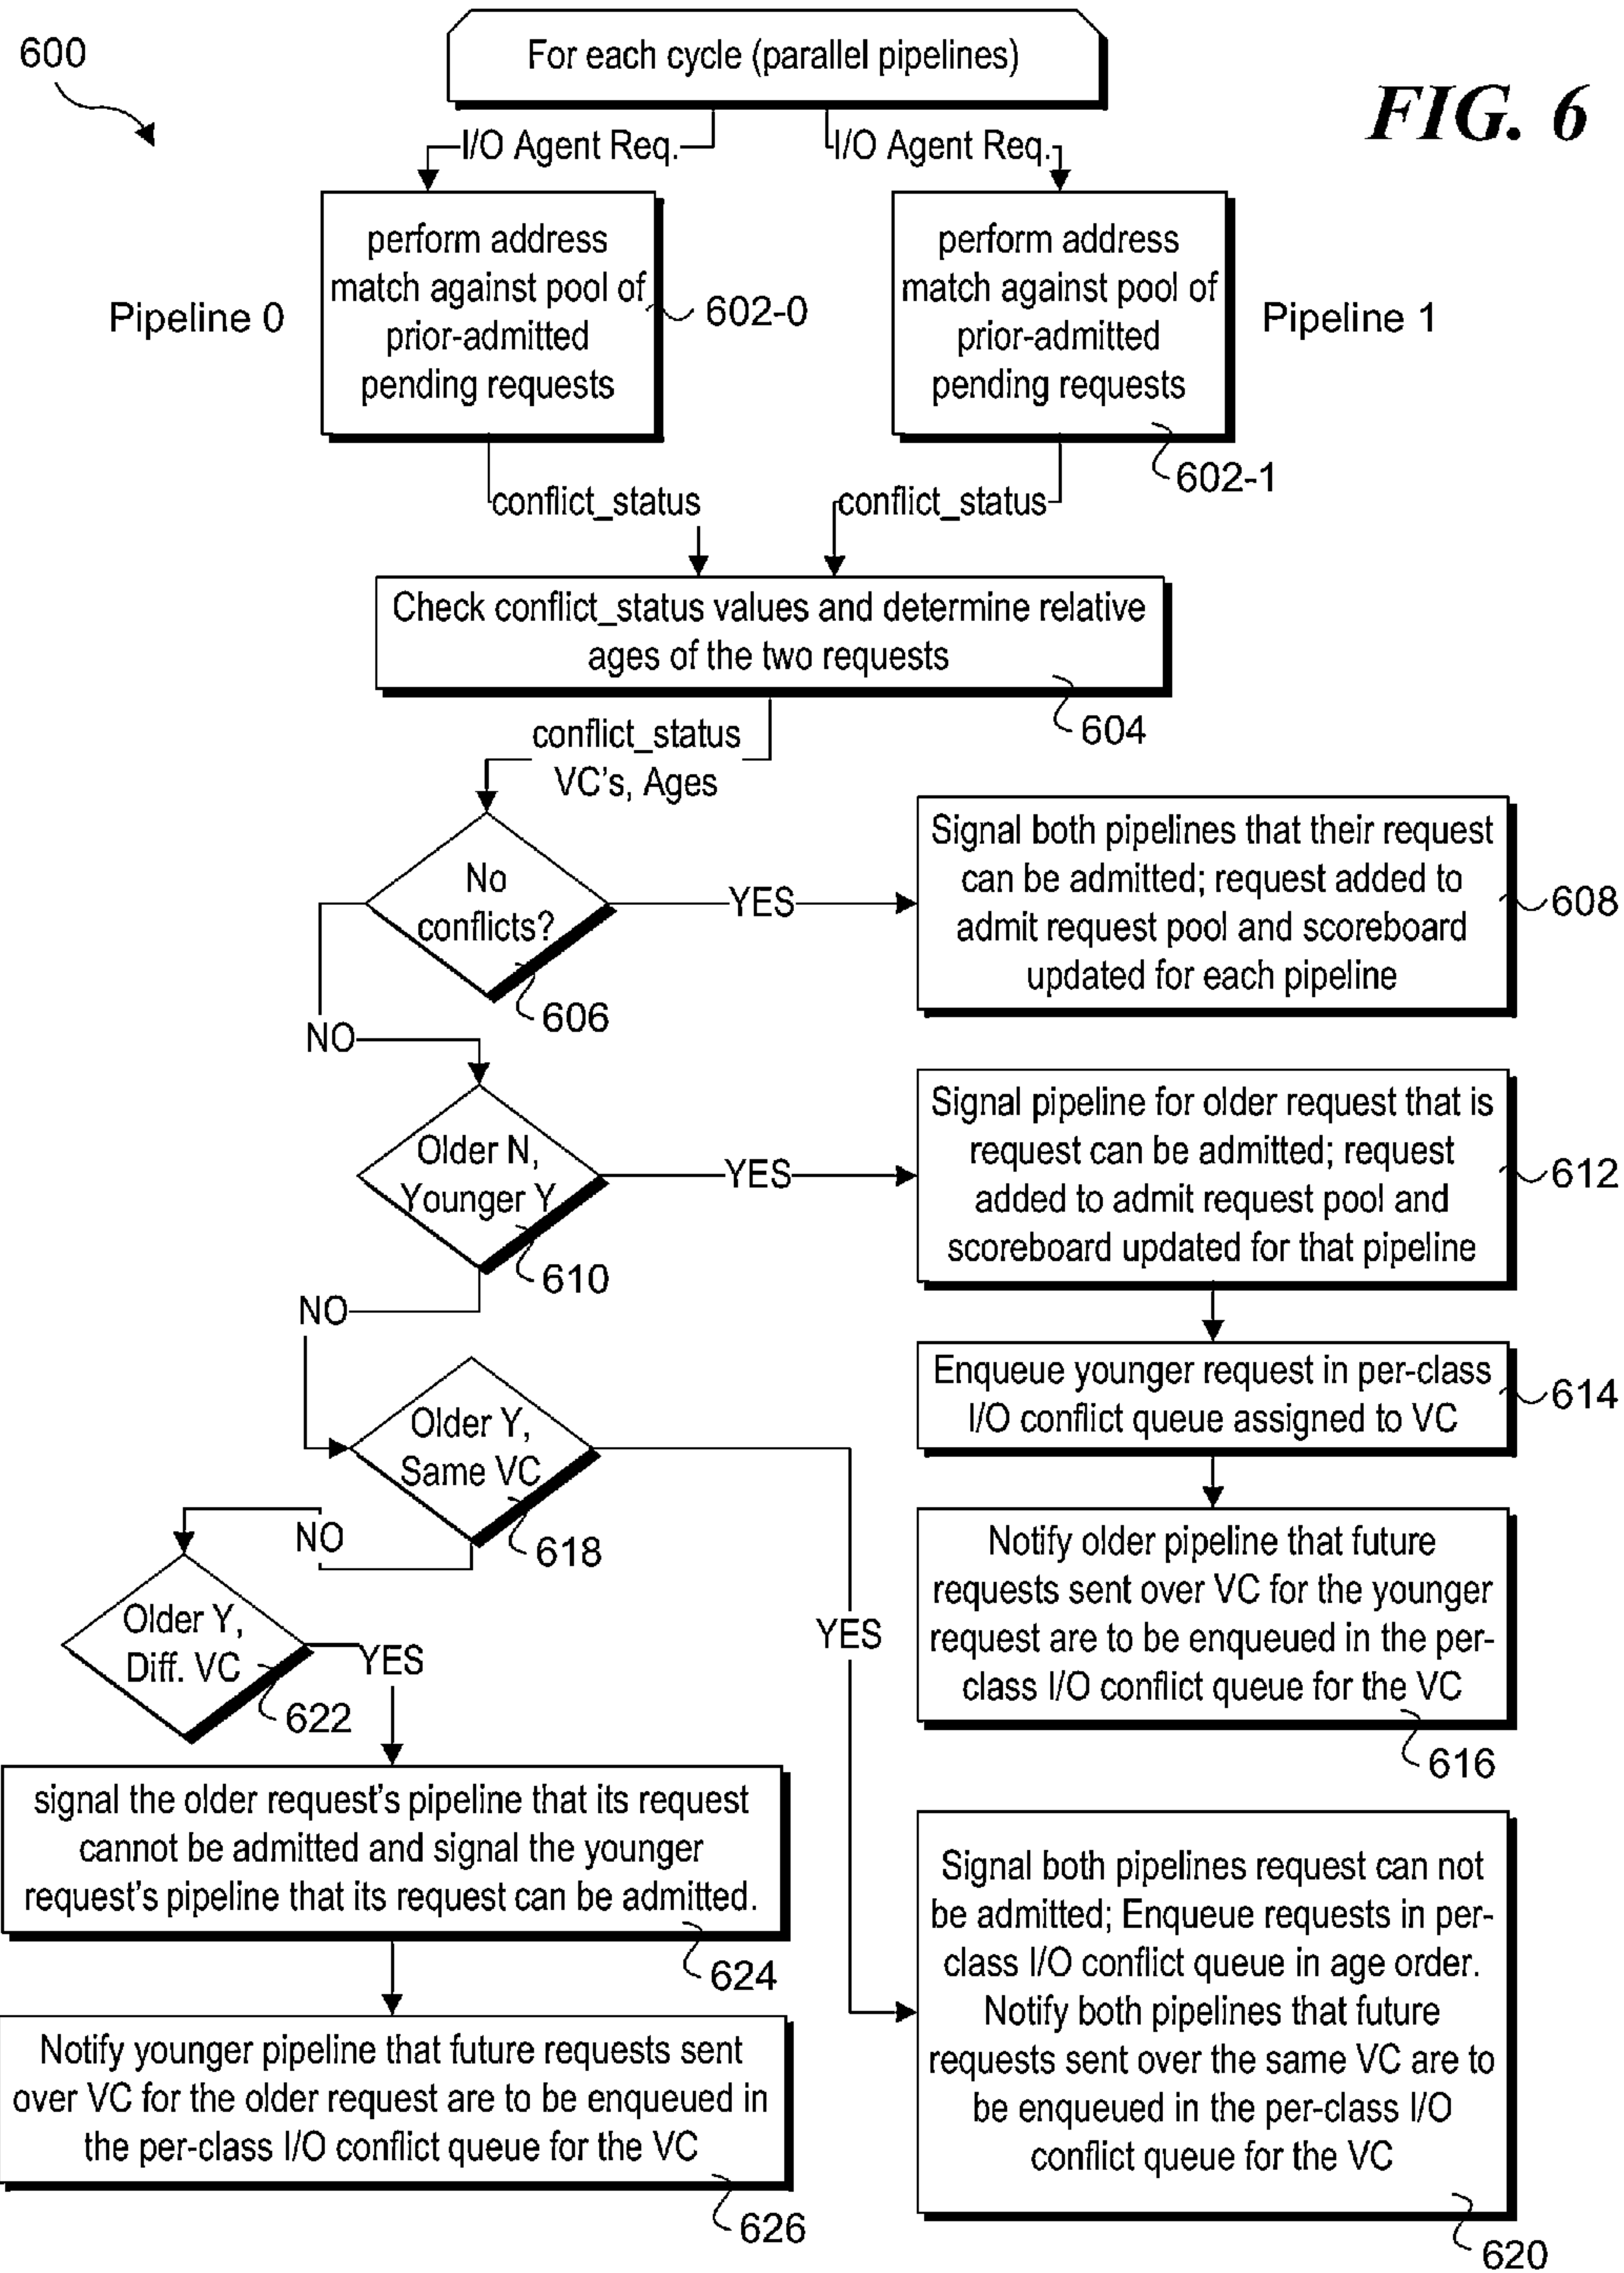 600
For each cycle (parallel pipelines)
FIG. 6
I/O Agent Req.
I/O Agent Req.
Pipeline 0
perform address
match against pool of
prior-admitted
pending requests
602-0
perform address
match against pool of
prior-admitted
pending requests
602-1
Pipeline 1
conflict_status
conflict_status
Check conflict_status values and determine relative
ages of the two requests
604
conflict_status
VC's, Ages
No
conflicts?
606
YES
Signal both pipelines that their request
can be admitted; request added to
admit request pool and scoreboard
updated for each pipeline
608
NO
Older N,
Younger Y
610
YES
Signal pipeline for older request that is
request can be admitted; request
added to admit request pool and
scoreboard updated for that pipeline
612
NO
Enqueue younger request in per-class
I/O conflict queue assigned to VC
614
Older Y,
Same VC
618
Notify older pipeline that future
requests sent over VC for the younger
request are to be enqueued in the per-
class I/O conflict queue for the VC
616
NO
YES
Older Y,
Diff. VC
622
YES
signal the older request's pipeline that its request
cannot be admitted and signal the younger
request's pipeline that its request can be admitted.
624
Notify younger pipeline that future requests sent
over VC for the older request are to be enqueued in
the per-class I/O conflict queue for the VC
626
Signal both pipelines request can not
be admitted; Enqueue requests in per-
class I/O conflict queue in age order.
Notify both pipelines that future
requests sent over the same VC are to
be enqueued in the per-class I/O
conflict queue for the VC
620